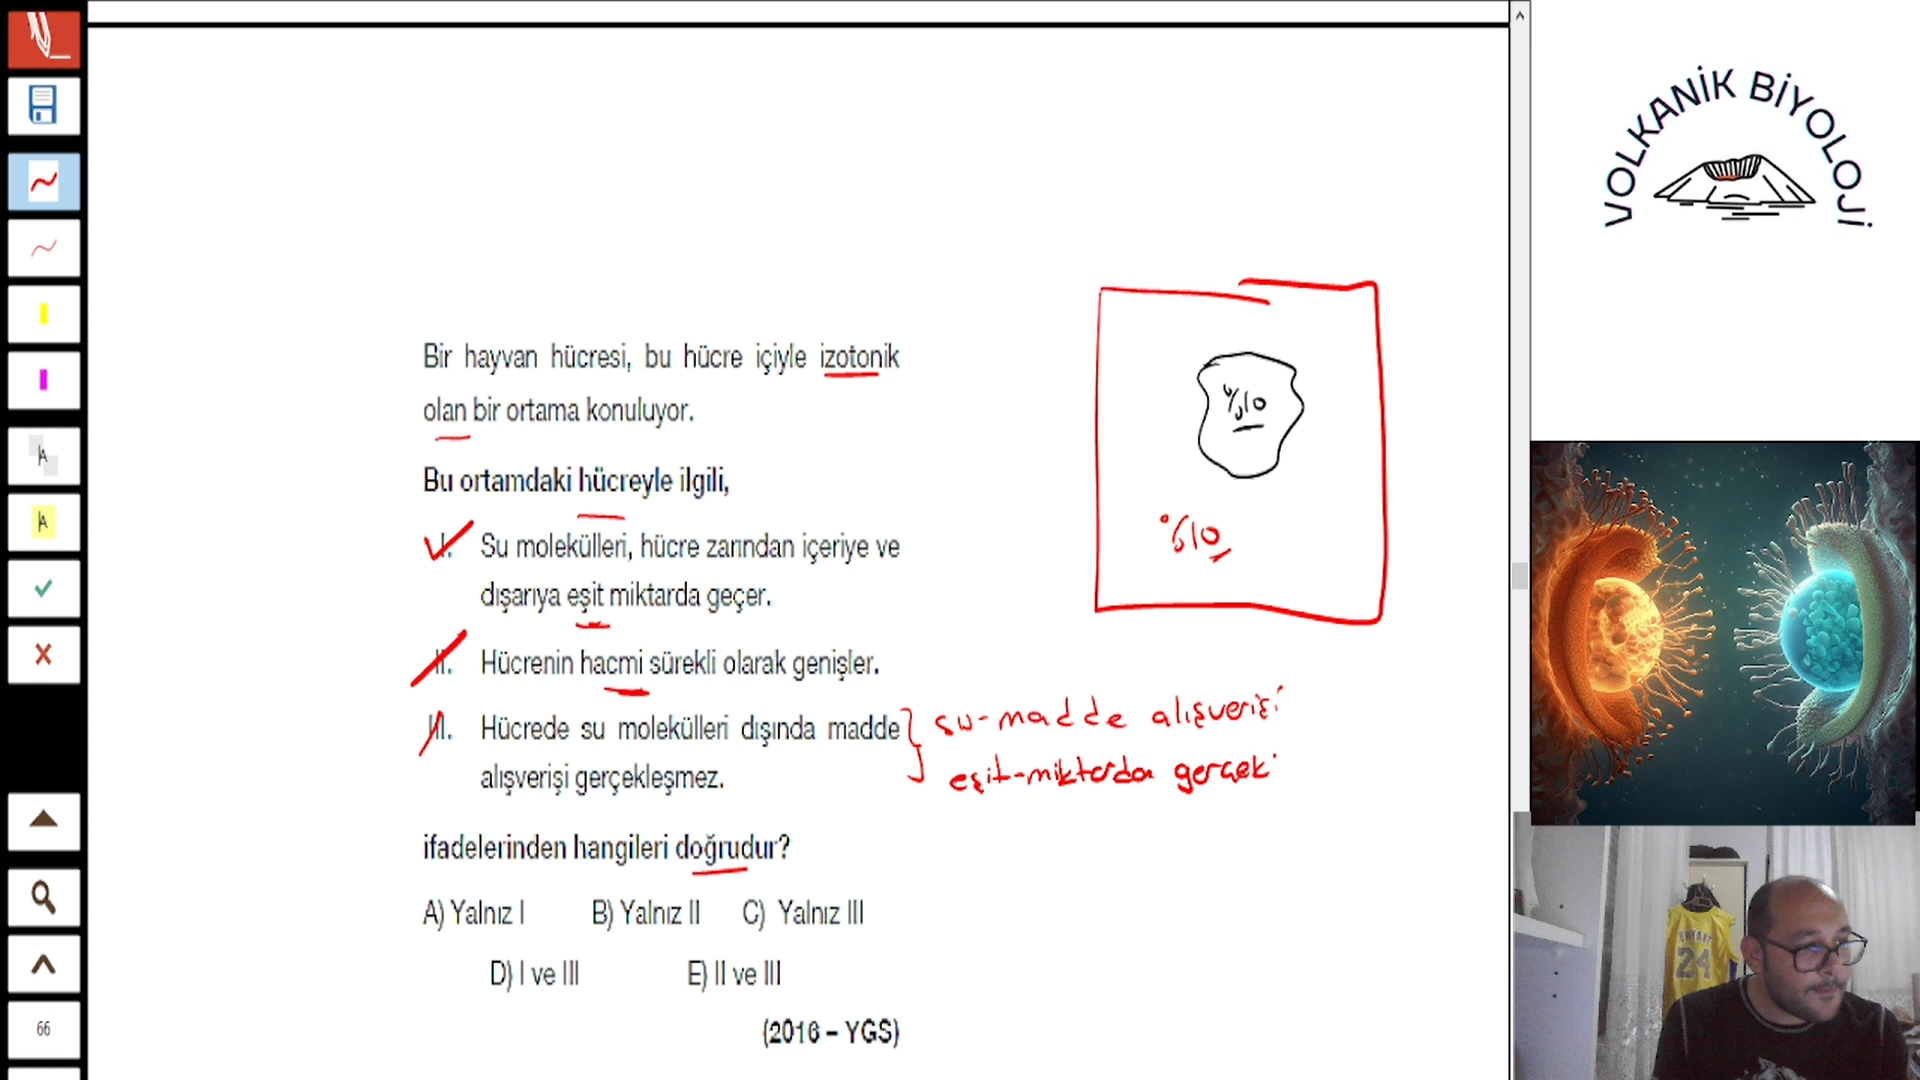 VOLKANİK BİYOLOJİ
Bir hayvan hücresi, bu hücre içiyle izotonik
olan bir ortama konuluyor.
Bu ortamdaki hücreyle ilgili,
I. Su molekülleri, hücre zarından içeriye ve
dışarıya eşit miktarda geçer.
II. Hücrenin hacmi sürekli olarak genişler.
III. Hücrede su molekülleri dışında madde
alışverişi gerçekleşmez.
su-madde alışverişi
eşit-miktarda gerçek
ifadelerinden hangileri doğrudur?
A) Yalnız I B) Yalnız II C) Yalnız III
D) I ve III E) II ve III
(2016 – YGS)
%10
%10
A
A
66
24